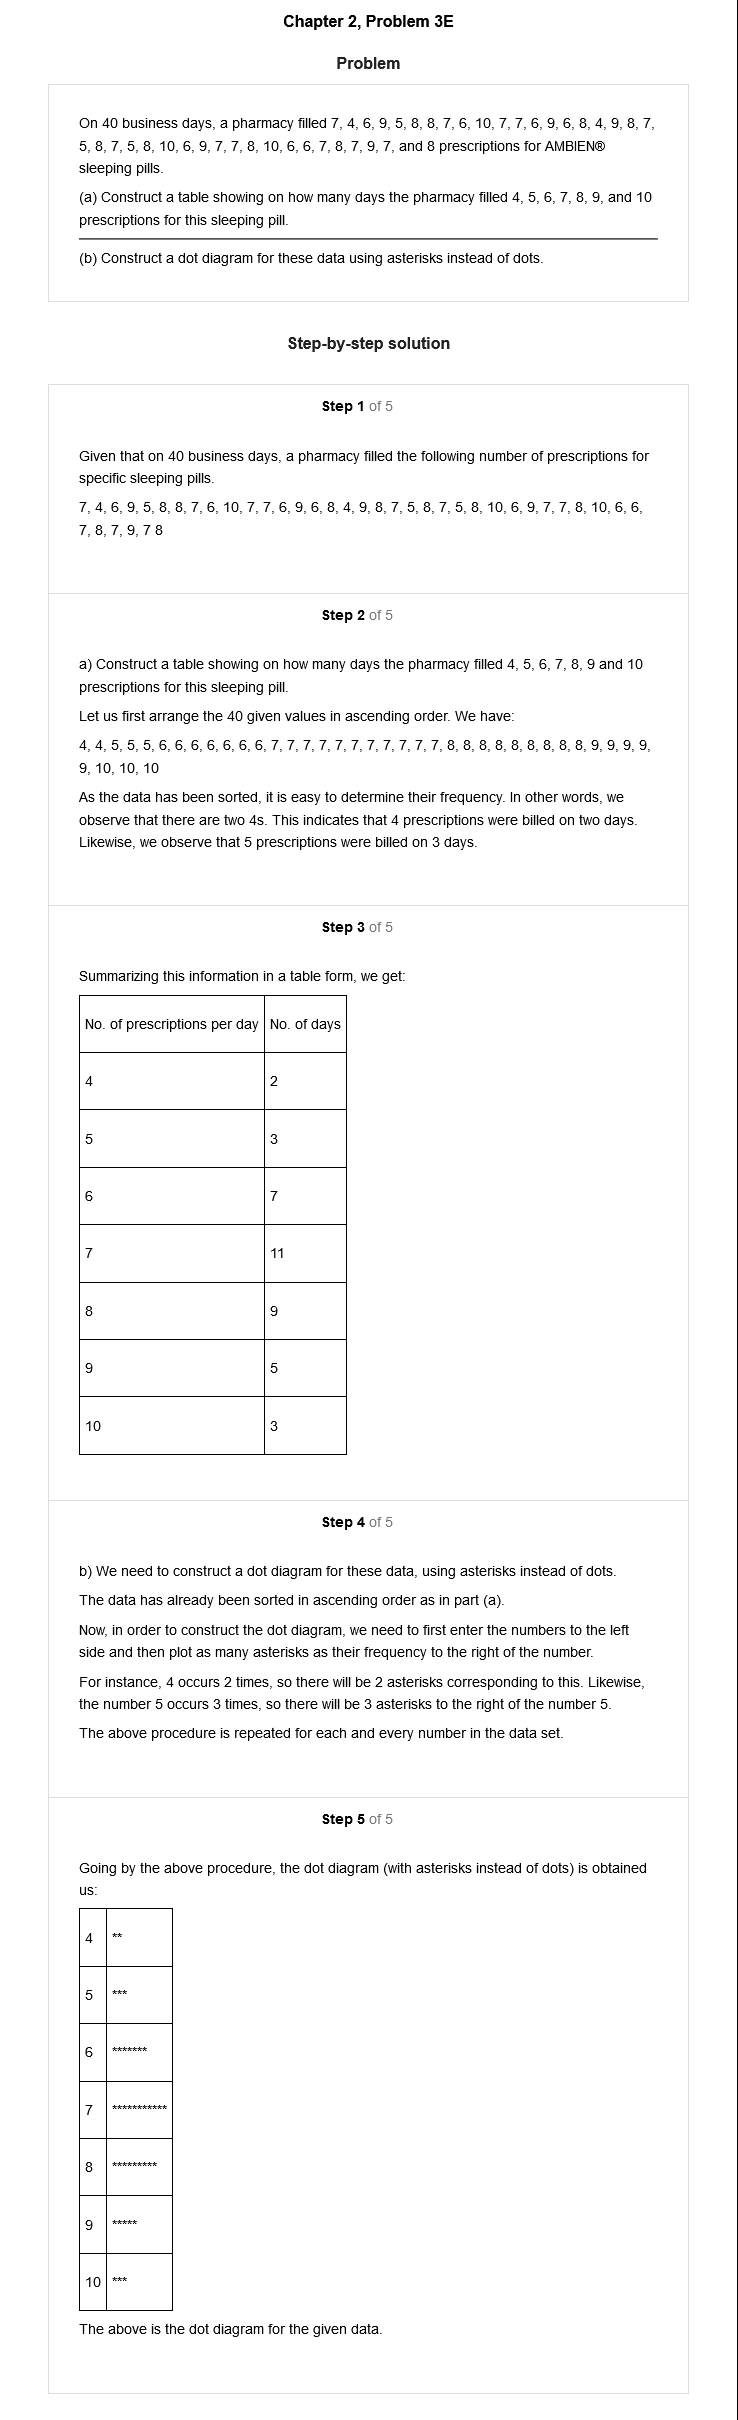 Chapter 2, Problem 3E
Problem
On 40 business days, a pharmacy filled 7, 4, 6, 9, 5, 8, 8, 7, 6, 10, 7, 7, 6, 9, 6, 8, 4, 9, 8, 7,
5, 8, 7, 5, 8, 10, 6, 9, 7, 7, 8, 10, 6, 6, 7, 8, 7, 9, 7, and 8 prescriptions for AMBIEN®
sleeping pills.
(a) Construct a table showing on how many days the pharmacy filled 4, 5, 6, 7, 8, 9, and 10
prescriptions for this sleeping pill.
(b) Construct a dot diagram for these data using asterisks instead of dots.
Step-by-step solution
Step 1 of 5
Given that on 40 business days, a pharmacy filled the following number of prescriptions for
specific sleeping pills.
7, 4, 6, 9, 5, 8, 8, 7, 6, 10, 7, 7, 6, 9, 6, 8, 4, 9, 8, 7, 5, 8, 7, 5, 8, 10, 6, 9, 7, 7, 8, 10, 6, 6,
7, 8, 7, 9, 7 8
Step 2 of 5
a) Construct a table showing on how many days the pharmacy filled 4, 5, 6, 7, 8, 9 and 10
prescriptions for this sleeping pill.
Let us first arrange the 40 given values in ascending order. We have:
4, 4, 5, 5, 5, 6, 6, 6, 6, 6, 6, 6, 7, 7, 7, 7, 7, 7, 7, 7, 7, 7, 7, 8, 8, 8, 8, 8, 8, 8, 8, 8, 9, 9, 9, 9,
9, 10, 10, 10
As the data has been sorted, it is easy to determine their frequency. In other words, we
observe that there are two 4s. This indicates that 4 prescriptions were billed on two days.
Likewise, we observe that 5 prescriptions were billed on 3 days.
Step 3 of 5
Summarizing this information in a table form, we get:
No. of prescriptions per day No. of days
4 2
5 3
6 7
7 11
8 9
9 5
10 3
Step 4 of 5
b) We need to construct a dot diagram for these data, using asterisks instead of dots.
The data has already been sorted in ascending order as in part (a).
Now, in order to construct the dot diagram, we need to first enter the numbers to the left
side and then plot as many asterisks as their frequency to the right of the number.
For instance, 4 occurs 2 times, so there will be 2 asterisks corresponding to this. Likewise,
the number 5 occurs 3 times, so there will be 3 asterisks to the right of the number 5.
The above procedure is repeated for each and every number in the data set.
Step 5 of 5
Going by the above procedure, the dot diagram (with asterisks instead of dots) is obtained
us:
4 **
5 ***
6 *******
7 ***********
8 *********
9 *****
10 ***
The above is the dot diagram for the given data.